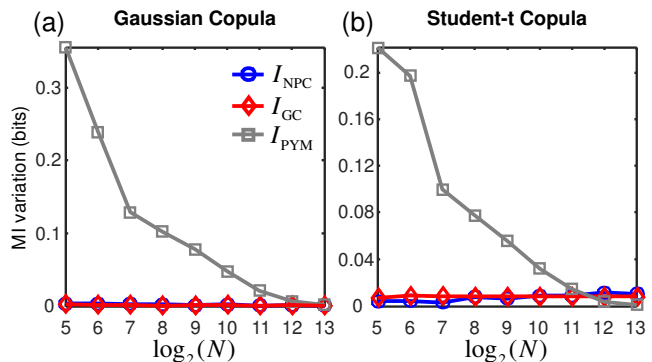 (a) Gaussian Copula
MI variation (bits)
0.3
0.2
0.1
0
5 6 7 8 9 10 11 12 13
log₂(N)
I_NPC
I_GC
I_PYM
(b) Student-t Copula
0.2
0.16
0.12
0.08
0.04
0
5 6 7 8 9 10 11 12 13
log₂(N)